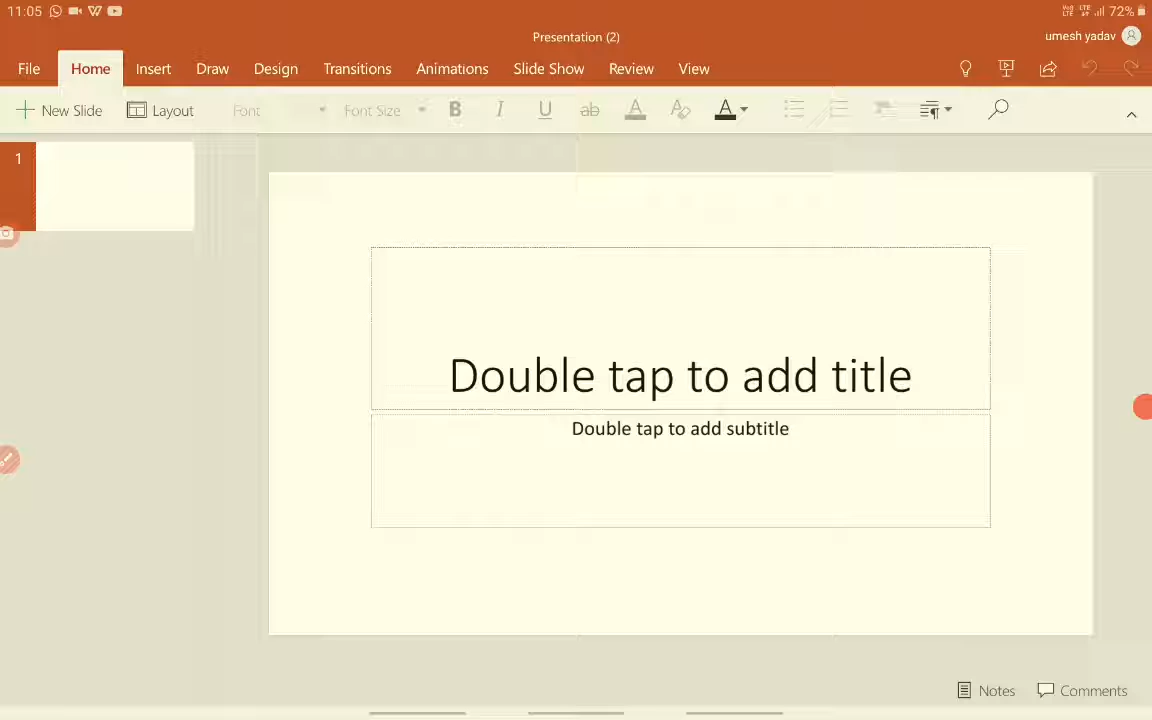 11:05 72%
Presentation (2)
umesh yadav
File Home Insert Draw Design Transitions Animations Slide Show Review View
New Slide Layout Font Font Size B I U ab A A A
1
Double tap to add title
Double tap to add subtitle
Notes Comments